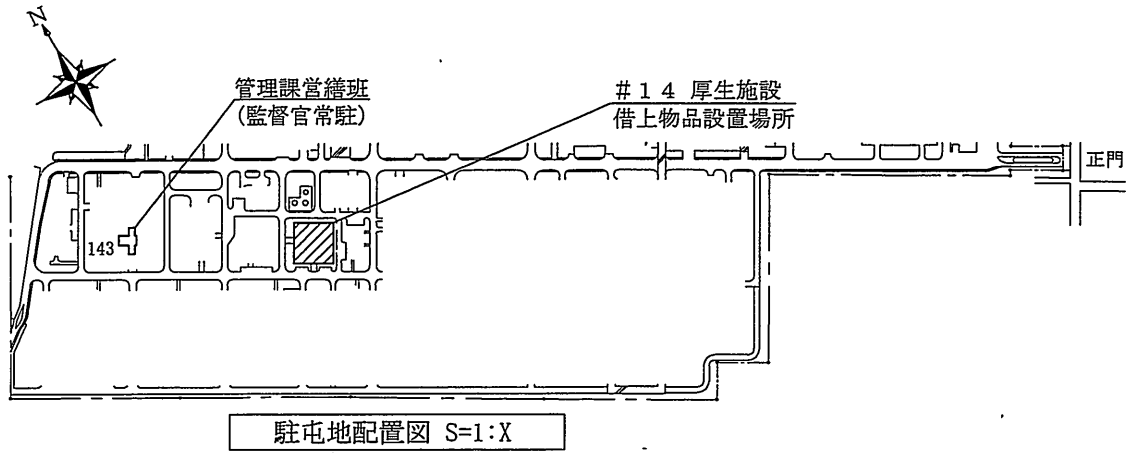 N
管理課営繕班
(監督官常駐)
#14 厚生施設
借上物品設置場所
正門
143
駐屯地配置図 S=1:X